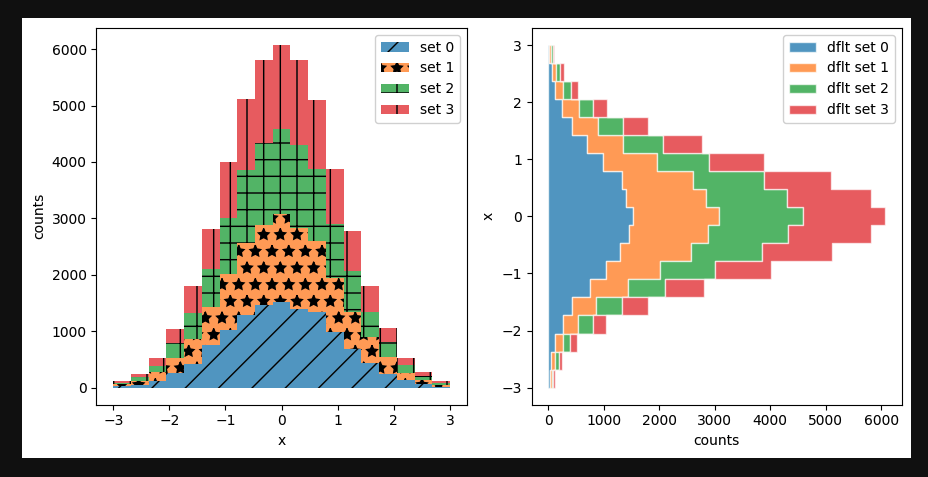 6000
5000
4000
3000
2000
1000
0
counts
−3 −2 −1 0 1 2 3
x
set 0
set 1
set 2
set 3
3
2
1
0
−1
−2
−3
x
0 1000 2000 3000 4000 5000 6000
counts
dflt set 0
dflt set 1
dflt set 2
dflt set 3